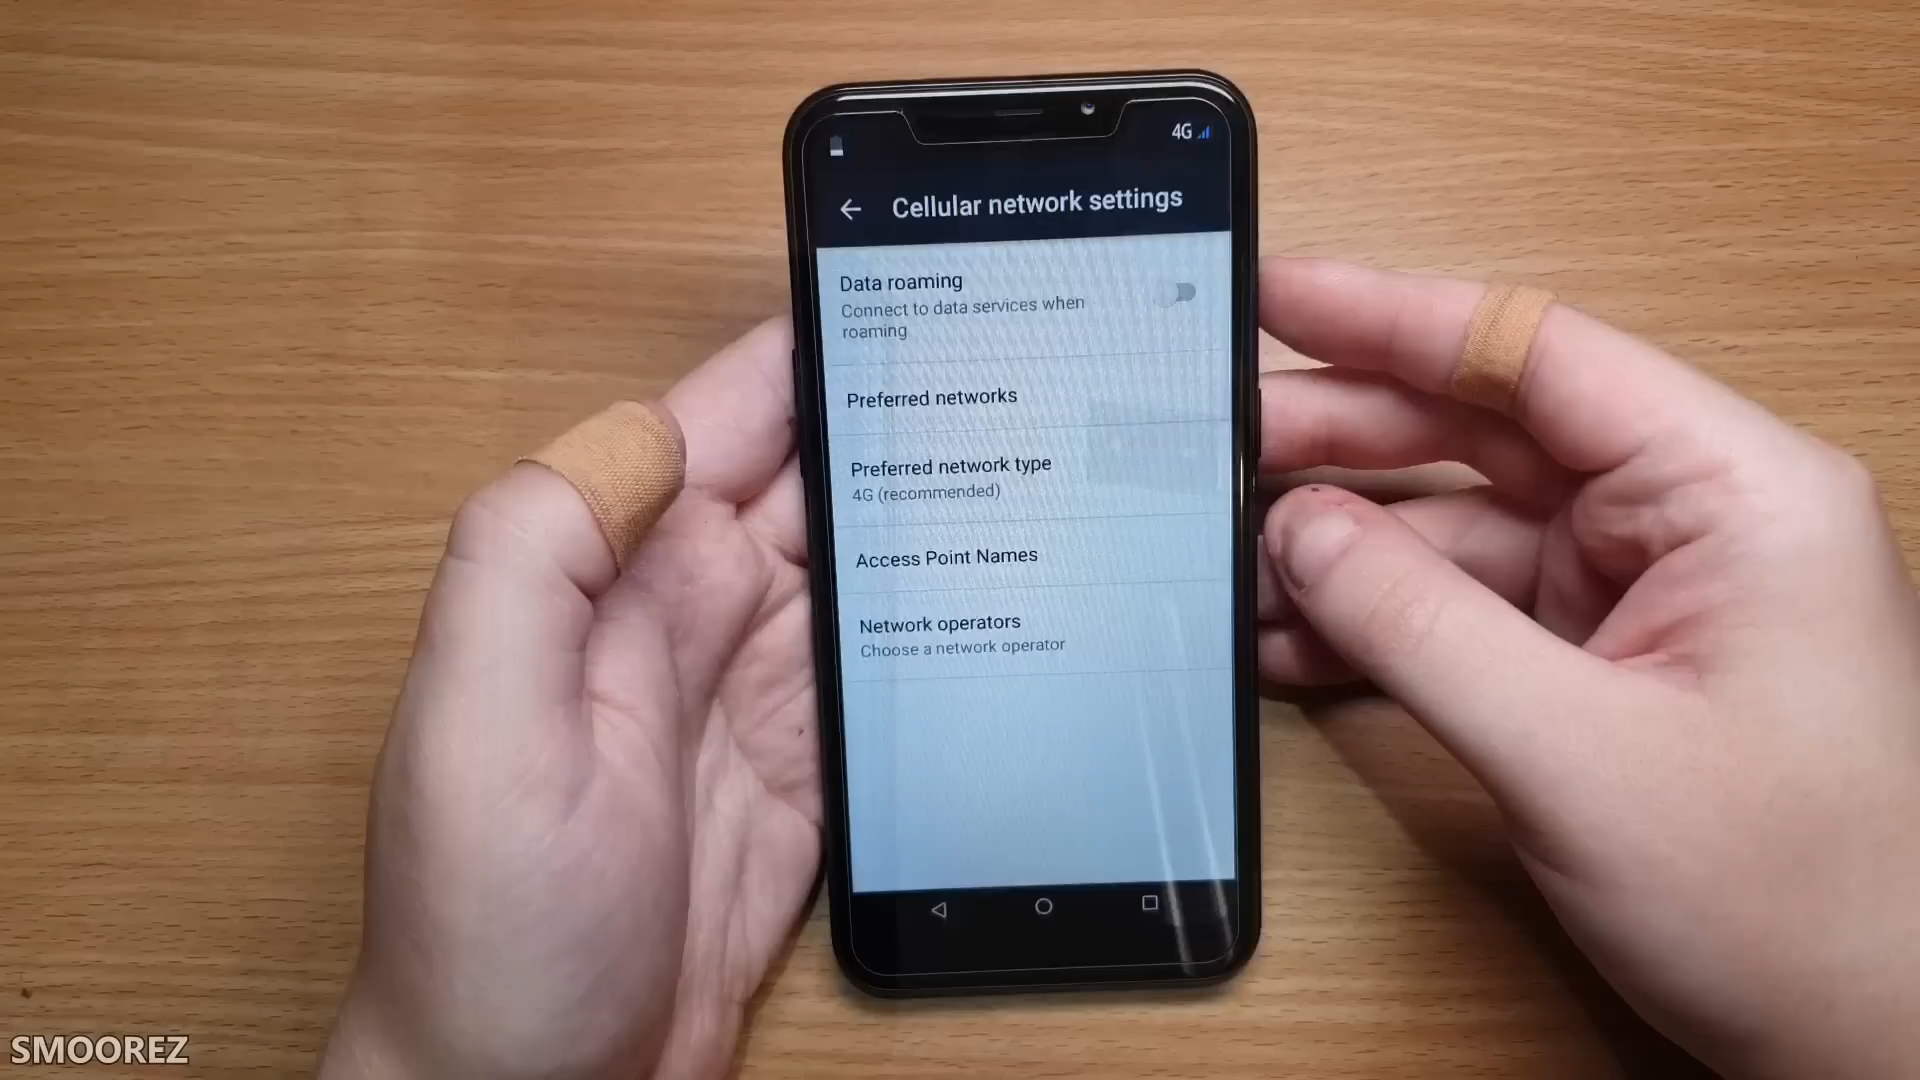 4G
Cellular network settings
Data roaming
Connect to data services when
roaming
Preferred networks
Preferred network type
4G (recommended)
Access Point Names
Network operators
Choose a network operator
SMOOREZ